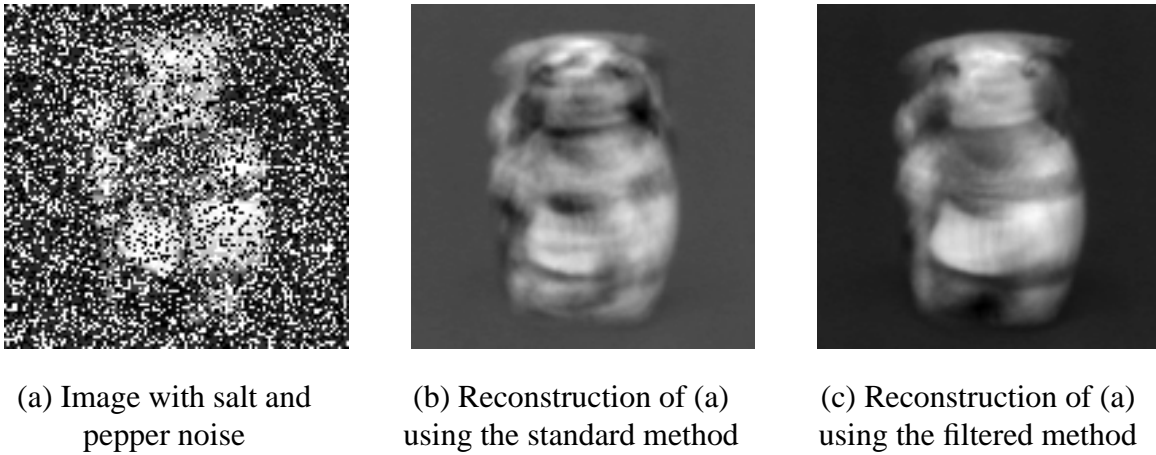 (a) Image with salt and
pepper noise
(b) Reconstruction of (a)
using the standard method
(c) Reconstruction of (a)
using the filtered method